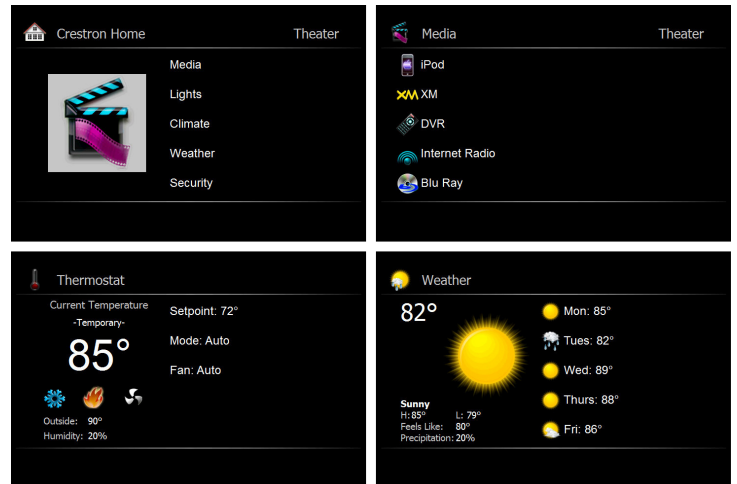 Crestron Home Theater
Media
Lights
Climate
Weather
Security
Media Theater
iPod
XM XM
DVR
Internet Radio
Blu Ray
Thermostat
Current Temperature
-Temporary-
85°
Outside: 90°
Humidity: 20%
Setpoint: 72°
Mode: Auto
Fan: Auto
Weather
82°
Sunny
H: 85° L: 79°
Feels Like: 80°
Precipitation: 20%
Mon: 85°
Tues: 82°
Wed: 89°
Thurs: 88°
Fri: 86°